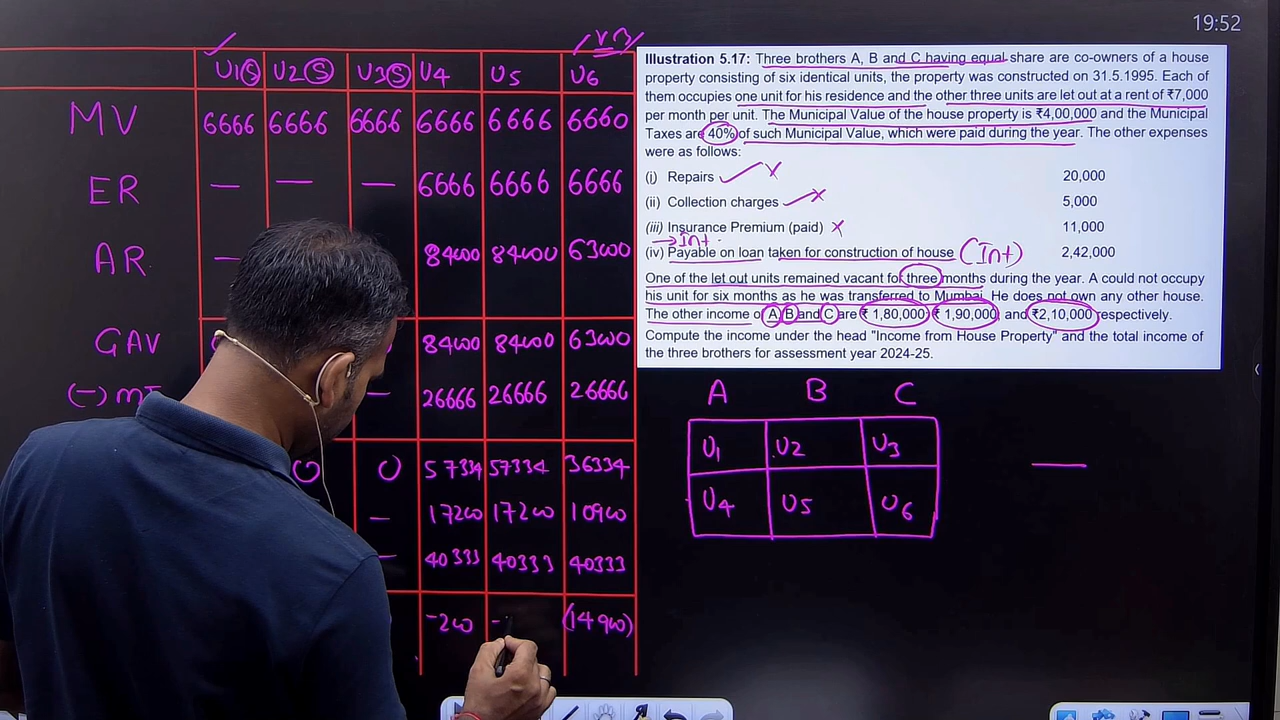 19:52
(VB)
U1(S) U2(S) U3(S) U4 U5 U6
MV 6666 6666 6666 6666 6666 6660
ER — — — 6666 6666 6666
AR — 84000 84000 63000
GAV 84000 84000 63000
(-) MT — 26666 26666 26666
0 0 57334 57334 36334
— 17200 17200 10900
— 40333 40333 40333
-200 - (14900)
Illustration 5.17: Three brothers A, B and C having equal share are co-owners of a house
property consisting of six identical units, the property was constructed on 31.5.1995. Each of
them occupies one unit for his residence and the other three units are let out at a rent of ₹7,000
per month per unit. The Municipal Value of the house property is ₹4,00,000 and the Municipal
Taxes are 40% of such Municipal Value, which were paid during the year. The other expenses
were as follows:
(i) Repairs X 20,000
(ii) Collection charges X 5,000
(iii) Insurance Premium (paid) X 11,000
→ Int.
(iv) Payable on loan taken for construction of house (Int) 2,42,000
One of the let out units remained vacant for three months during the year. A could not occupy
his unit for six months as he was transferred to Mumbai. He does not own any other house.
The other income of A B and C are ₹ 1,80,000 ₹ 1,90,000 and ₹2,10,000 respectively.
Compute the income under the head "Income from House Property" and the total income of
the three brothers for assessment year 2024-25.
A B C
U1 U2 U3
U4 U5 U6